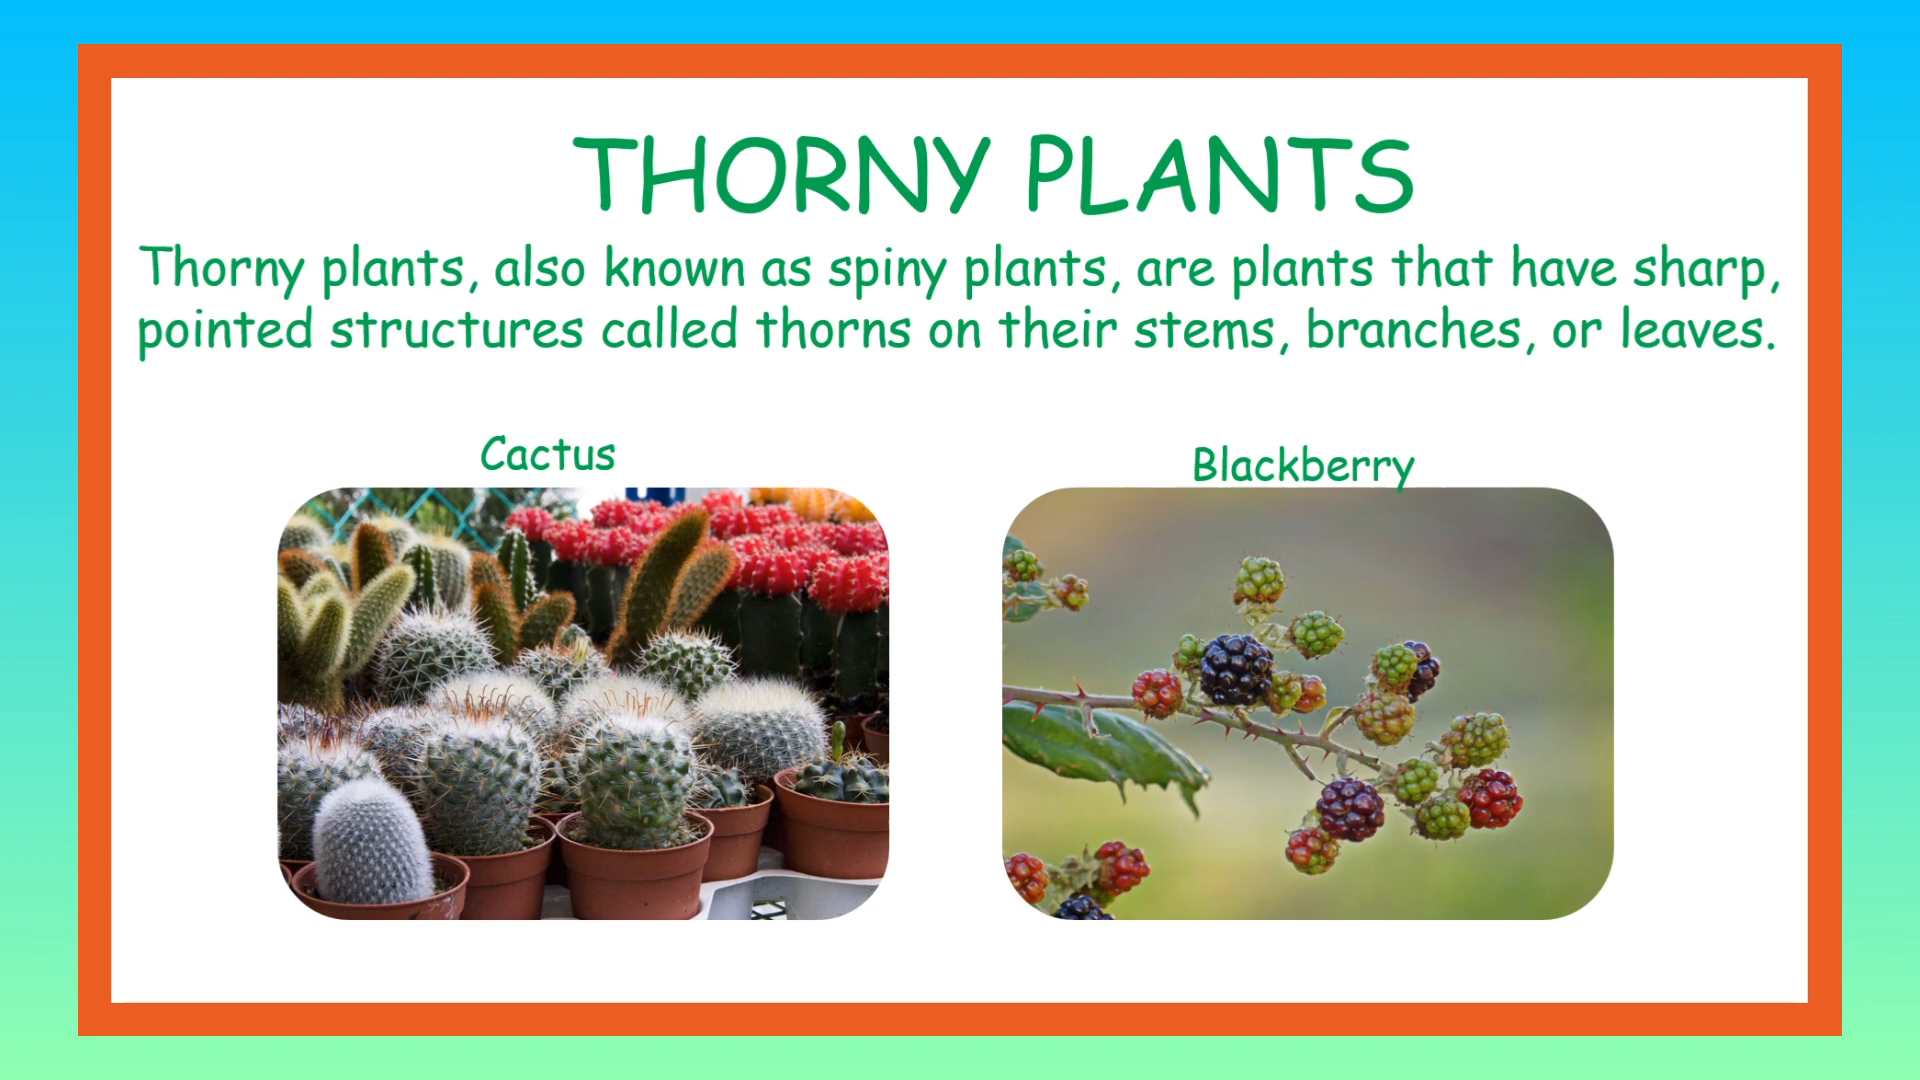 THORNY PLANTS
Thorny plants, also known as spiny plants, are plants that have sharp,
pointed structures called thorns on their stems, branches, or leaves.
Cactus
Blackberry